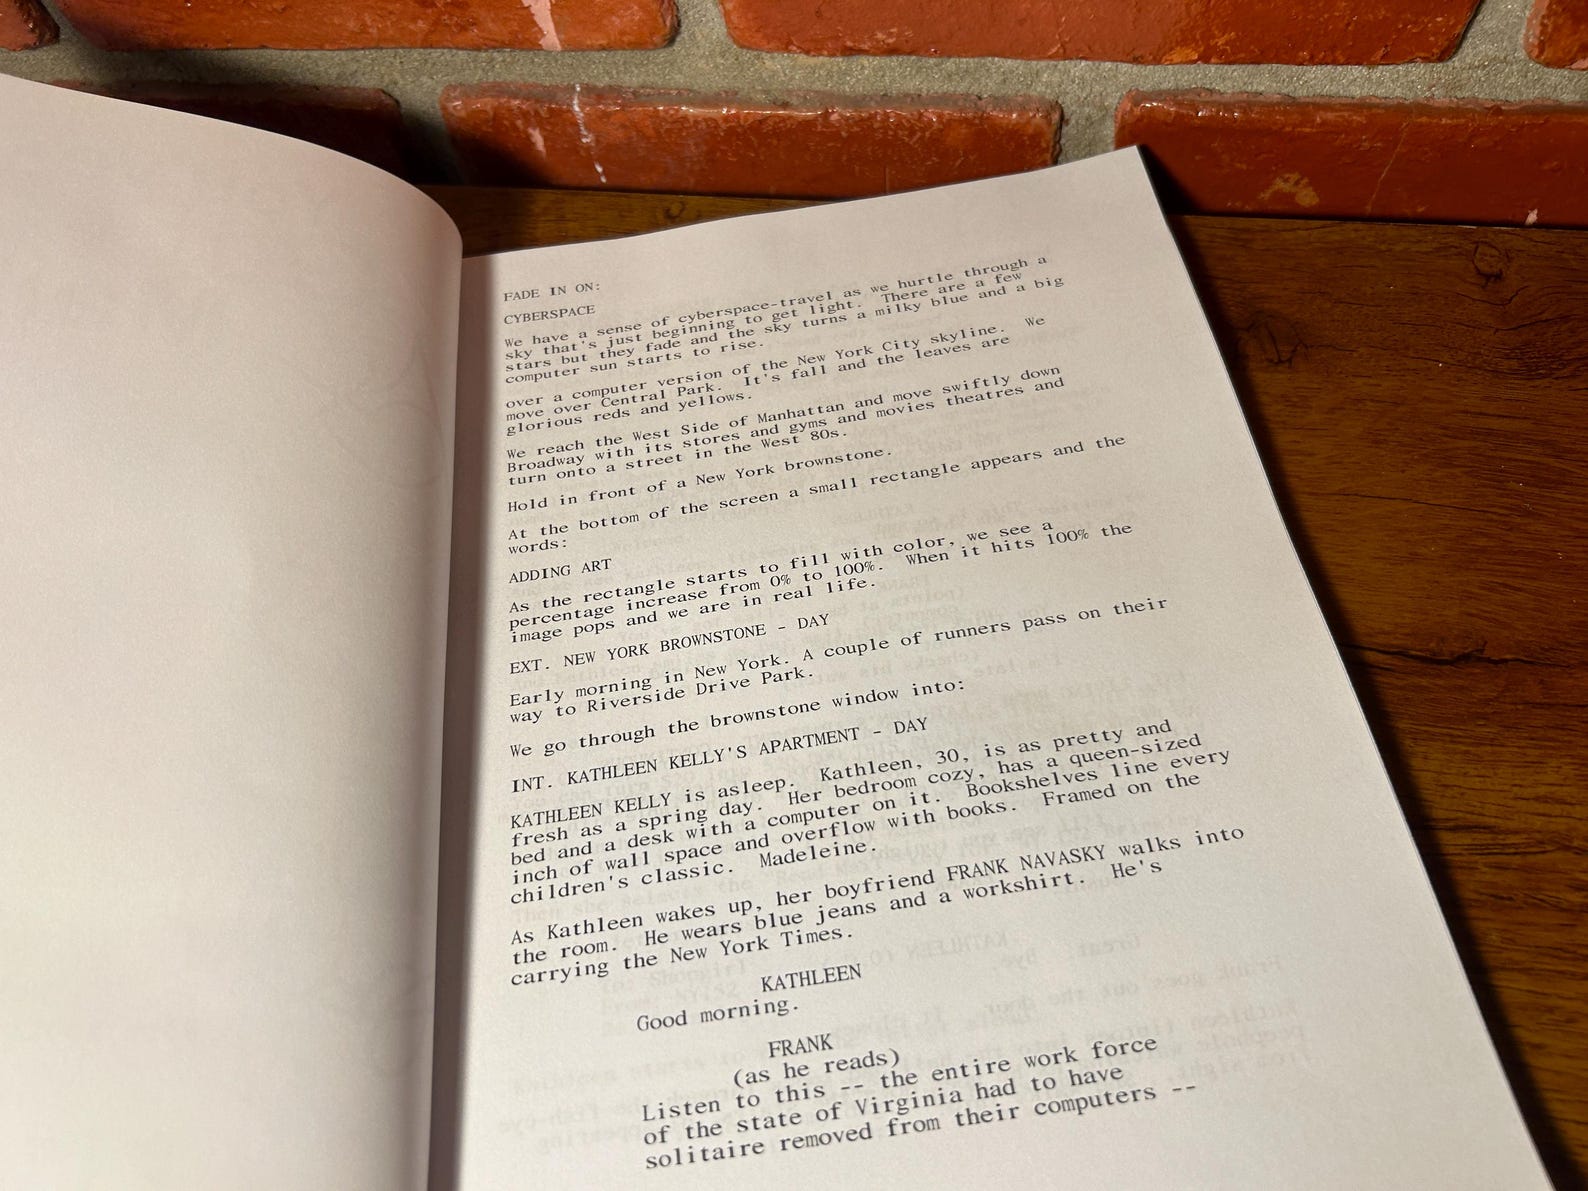 FADE IN ON:
CYBERSPACE
We have a sense of cyberspace-travel as we hurtle through a
sky that's just beginning to get light. There are a few
stars but they fade and the sky turns a milky blue and a big
computer sun starts to rise.
over a computer version of the New York City skyline. We
move over Central Park. It's fall and the leaves are
glorious reds and yellows.
We reach the West Side of Manhattan and move swiftly down
Broadway with its stores and gyms and movies theatres and
turn onto a street in the West 80s.
Hold in front of a New York brownstone.
At the bottom of the screen a small rectangle appears and the
words:
ADDING ART
As the rectangle starts to fill with color, we see a
percentage increase from 0% to 100%. When it hits 100% the
image pops and we are in real life.
EXT. NEW YORK BROWNSTONE - DAY
Early morning in New York. A couple of runners pass on their
way to Riverside Drive Park.
We go through the brownstone window into:
INT. KATHLEEN KELLY'S APARTMENT - DAY
KATHLEEN KELLY is asleep. Kathleen, 30, is as pretty and
fresh as a spring day. Her bedroom cozy, has a queen-sized
bed and a desk with a computer on it. Bookshelves line every
inch of wall space and overflow with books. Framed on the
children's classic. Madeleine.
As Kathleen wakes up, her boyfriend FRANK NAVASKY walks into
the room. He wears blue jeans and a workshirt. He's
carrying the New York Times.
KATHLEEN
Good morning.
FRANK
(as he reads)
Listen to this -- the entire work force
of the state of Virginia had to have
solitaire removed from their computers --